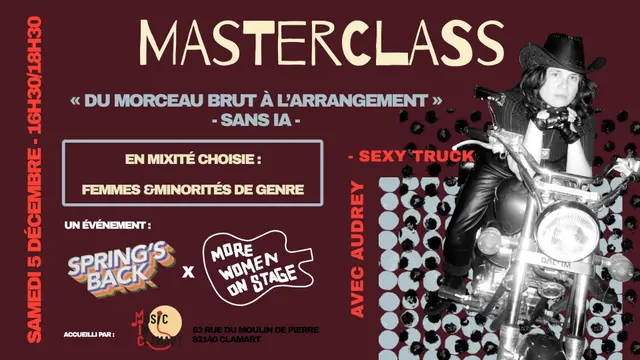 MASTERCLASS
« DU MORCEAU BRUT À L'ARRANGEMENT »
- SANS IA -
EN MIXITÉ CHOISIE :
FEMMES &MINORITÉS DE GENRE
SAMEDI 5 DÉCEMBRE - 16H30/18H30
- SEXY TRUCK
AVEC AUDREY
UN ÉVÉNEMENT :
SPRING'S
BACK
X
MORE
WOMEN
ON STAGE
ACCUEILLI PAR :
63 RUE DU MOULIN DE PIERRE
92140 CLAMART